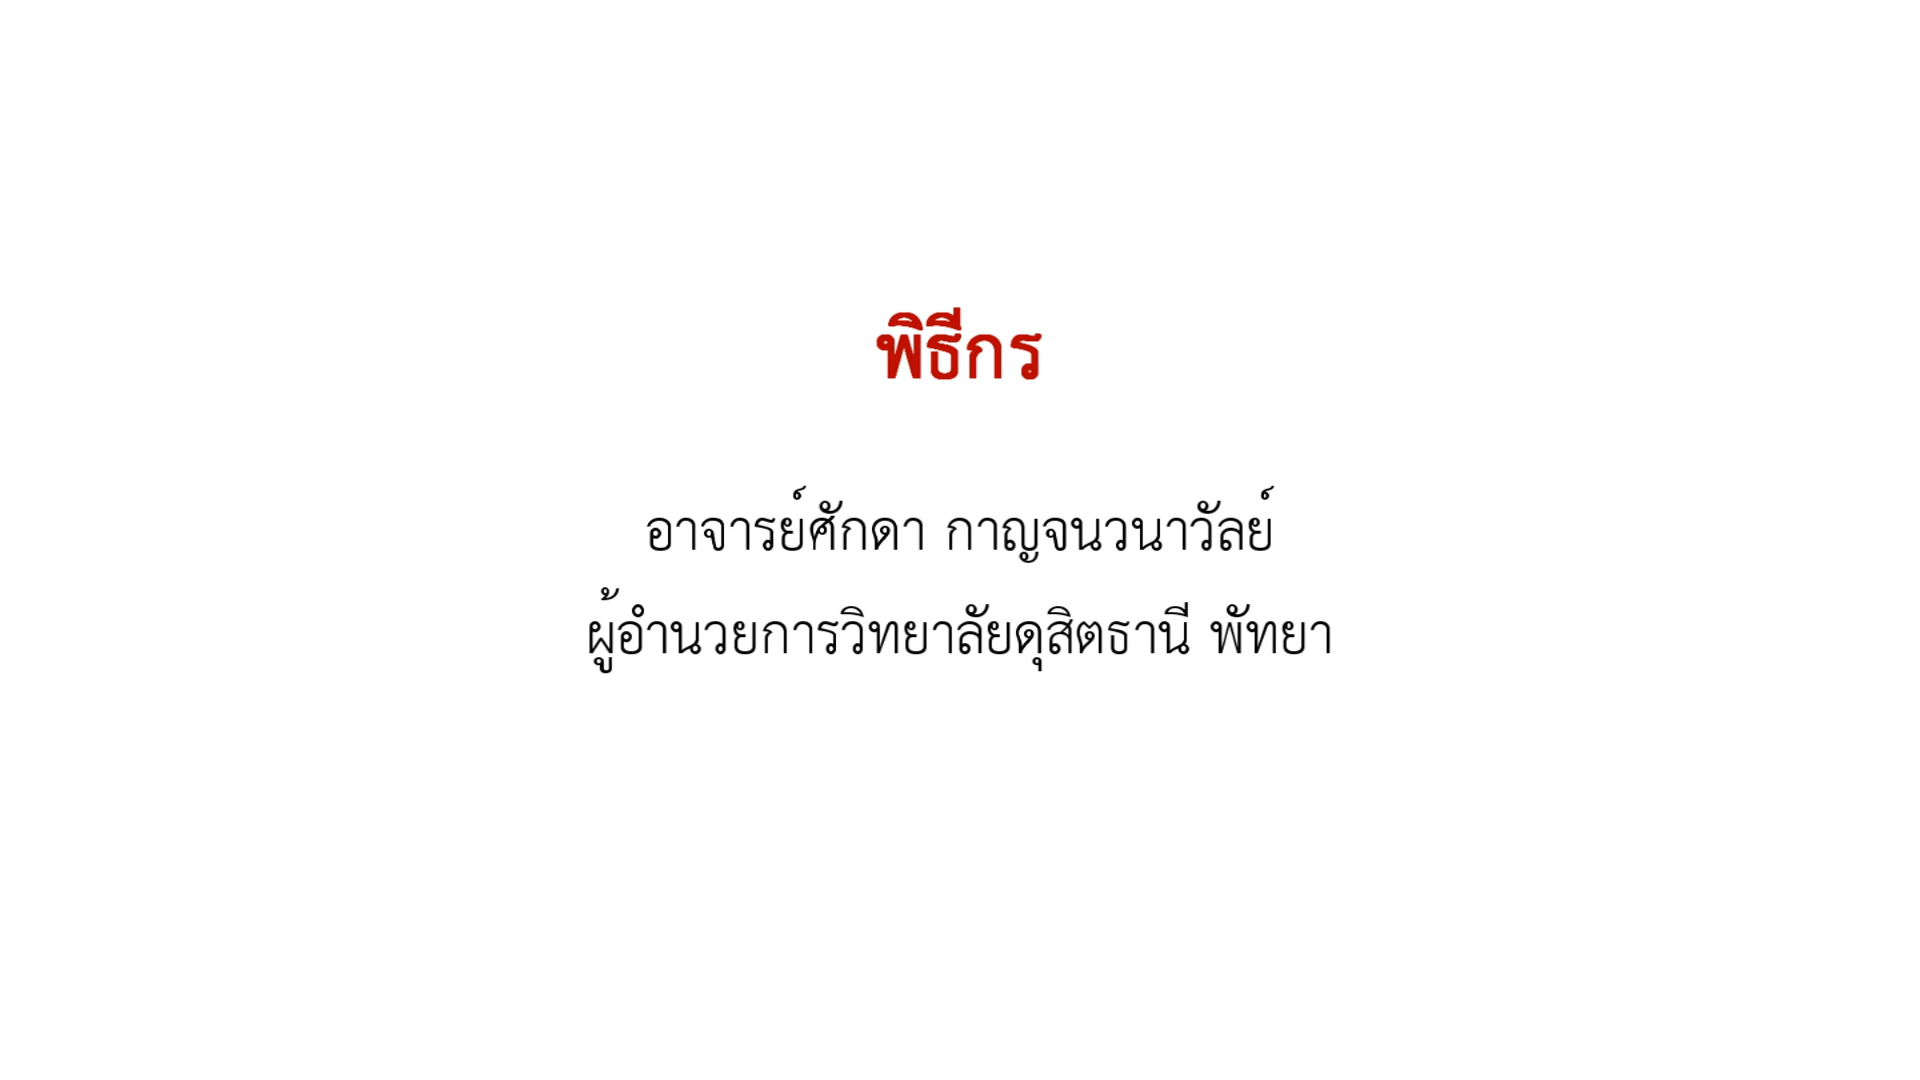 พิธีกร
อาจารย์ศักดา กาญจนวนาวัลย์
ผู้อำนวยการวิทยาลัยดุสิตธานี พัทยา